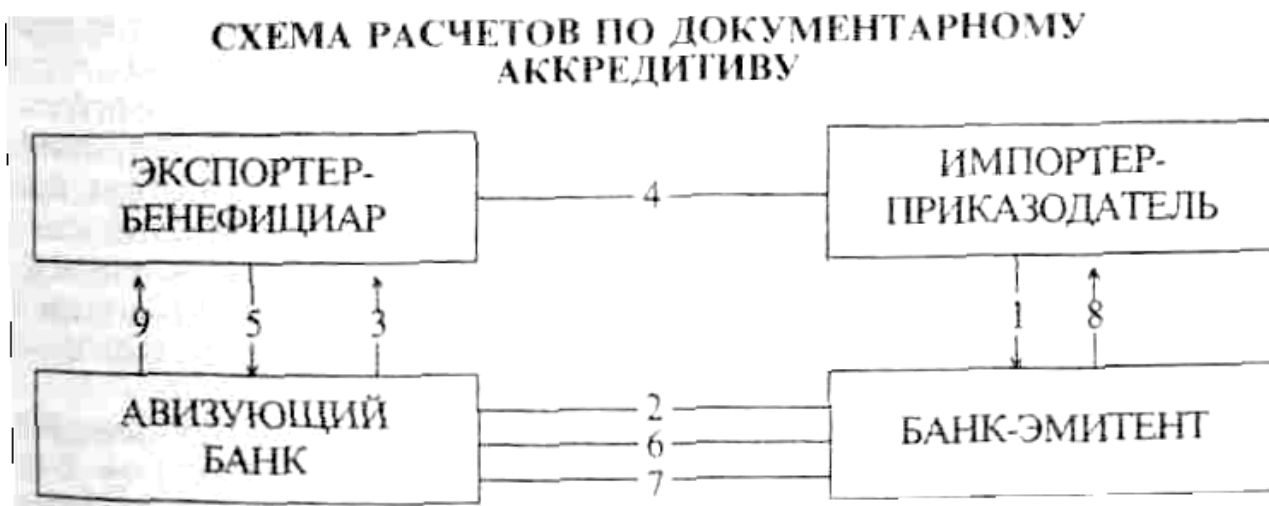 СХЕМА РАСЧЕТОВ ПО ДОКУМЕНТАРНОМУ
АККРЕДИТИВУ
ЭКСПОРТЕР-
БЕНЕФИЦИАР
4
ИМПОРТЕР-
ПРИКАЗОДАТЕЛЬ
9 5 3
1 8
АВИЗУЮЩИЙ
БАНК
2
6
7
БАНК-ЭМИТЕНТ